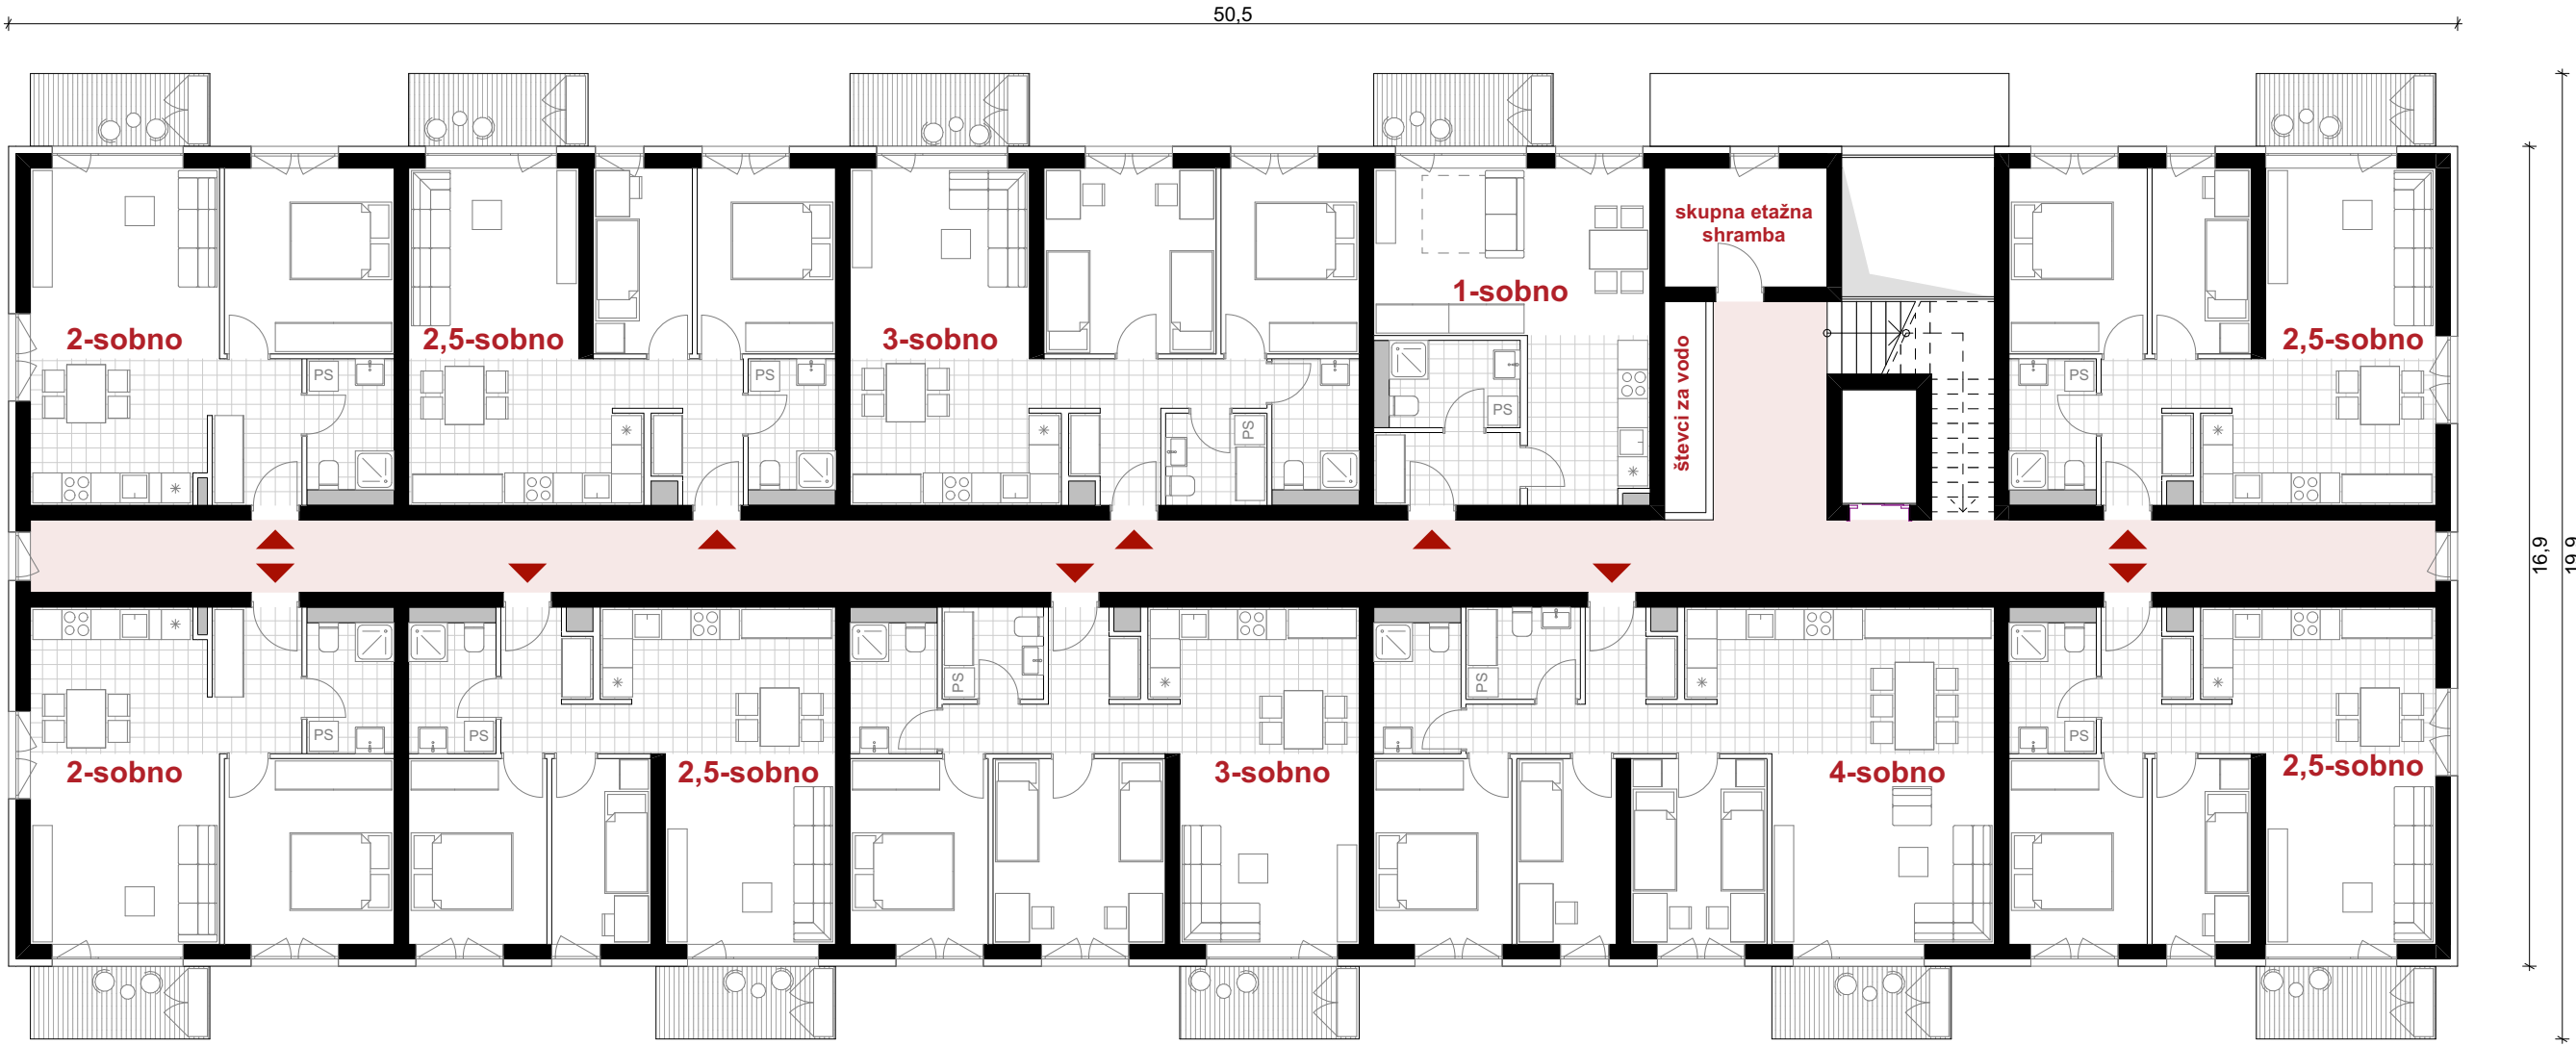 50,5
skupna etažna
shramba
1-sobno
2-sobno
2,5-sobno
3-sobno
2,5-sobno
števci za vodo
PS
PS
PS
PS
PS
16,9
19,9
PS
PS
PS
PS
PS
2-sobno
2,5-sobno
3-sobno
4-sobno
2,5-sobno